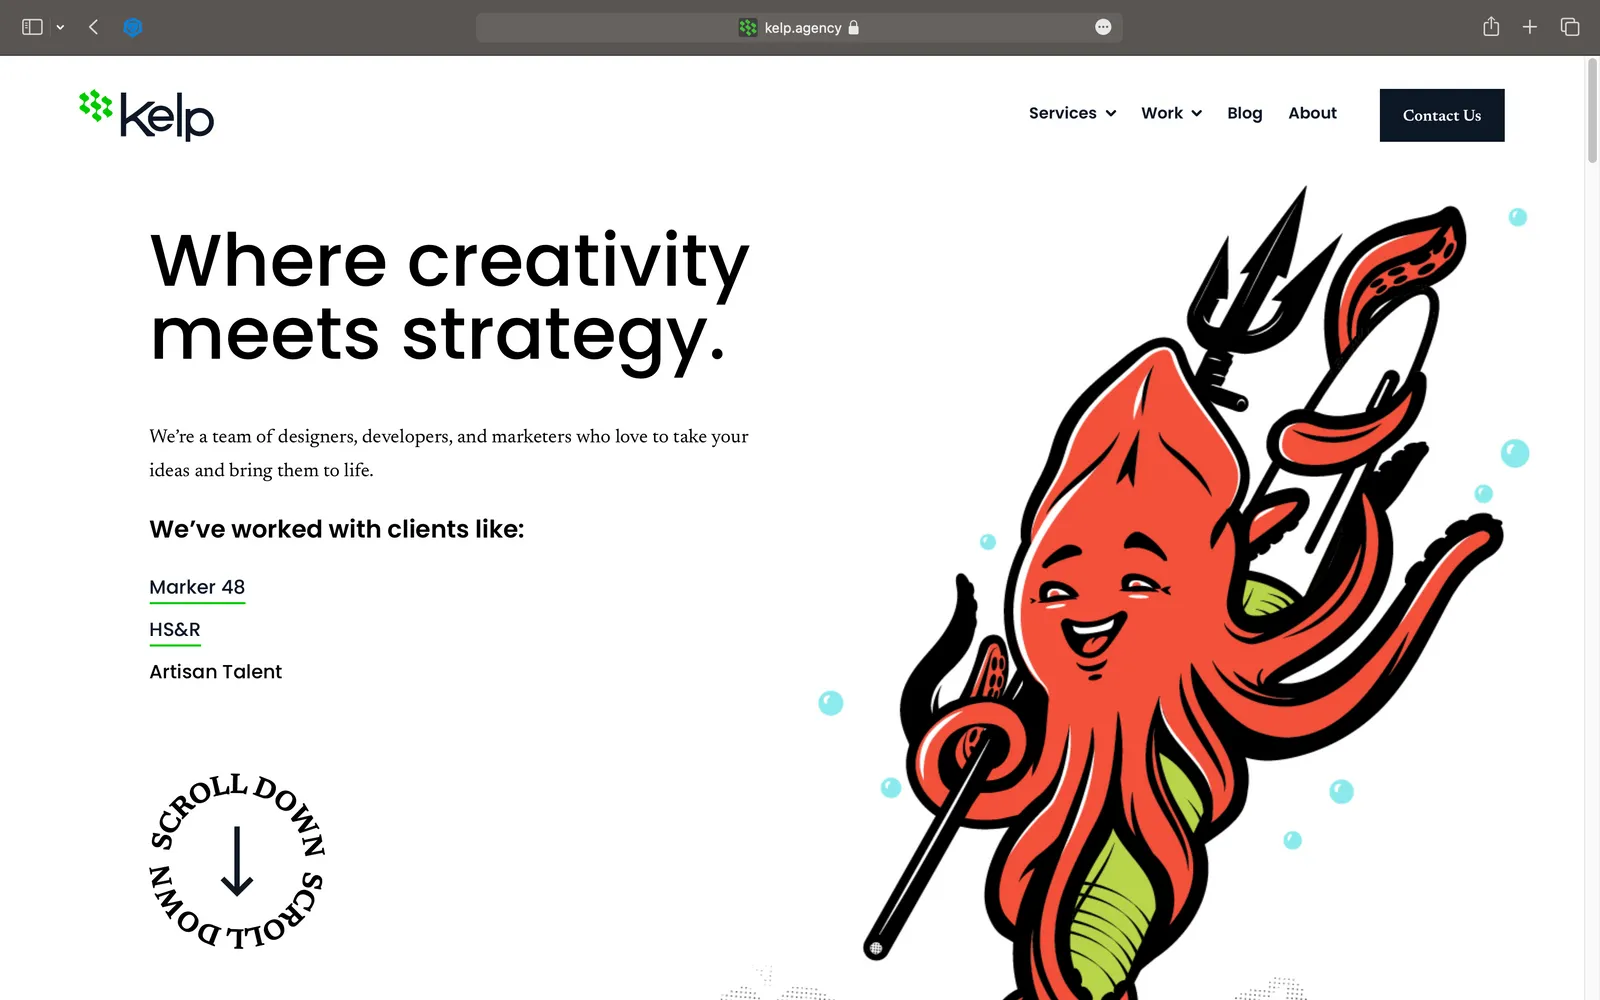 kelp.agency
kelp
Services
Work
Blog
About
Contact Us
Where creativity
meets strategy.
We’re a team of designers, developers, and marketers who love to take your
ideas and bring them to life.
We’ve worked with clients like:
Marker 48
HS&R
Artisan Talent
SCROLL DOWN SCROLL DOWN